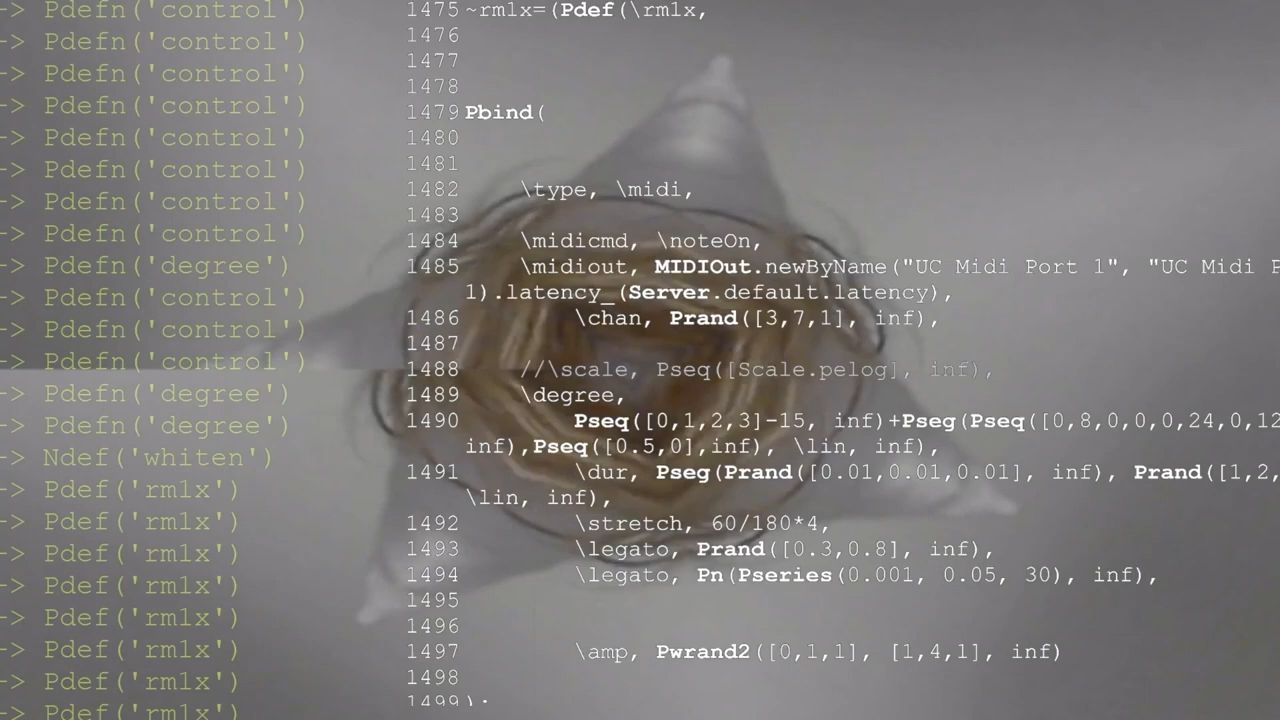 -> Pdefn('control')
-> Pdefn('control')
-> Pdefn('control')
-> Pdefn('control')
-> Pdefn('control')
-> Pdefn('control')
-> Pdefn('control')
-> Pdefn('control')
-> Pdefn('degree')
-> Pdefn('control')
-> Pdefn('control')
-> Pdefn('control')
-> Pdefn('degree')
-> Pdefn('degree')
-> Ndef('whiten')
-> Pdef('rm1x')
-> Pdef('rm1x')
-> Pdef('rm1x')
-> Pdef('rm1x')
-> Pdef('rm1x')
-> Pdef('rm1x')
-> Pdef('rm1x')
-> Pdef('rm1x')
1475 ~rm1x=(Pdef(\rm1x,
1476
1477
1478
1479 Pbind(
1480
1481
1482 \type, \midi,
1483
1484 \midicmd, \noteOn,
1485 \midiout, MIDIOut.newByName("UC Midi Port 1", "UC Midi P
1).latency_(Server.default.latency),
1486 \chan, Prand([3,7,1], inf),
1487
1488 //\scale, Pseq([Scale.pelog], inf),
1489 \degree,
1490 Pseq([0,1,2,3]-15, inf)+Pseg(Pseq([0,8,0,0,0,24,0,12
inf),Pseq([0.5,0],inf), \lin, inf),
1491 \dur, Pseg(Prand([0.01,0.01,0.01], inf), Prand([1,2,
\lin, inf),
1492 \stretch, 60/180*4,
1493 \legato, Prand([0.3,0.8], inf),
1494 \legato, Pn(Pseries(0.001, 0.05, 30), inf),
1495
1496
1497 \amp, Pwrand2([0,1,1], [1,4,1], inf)
1498
1499 );